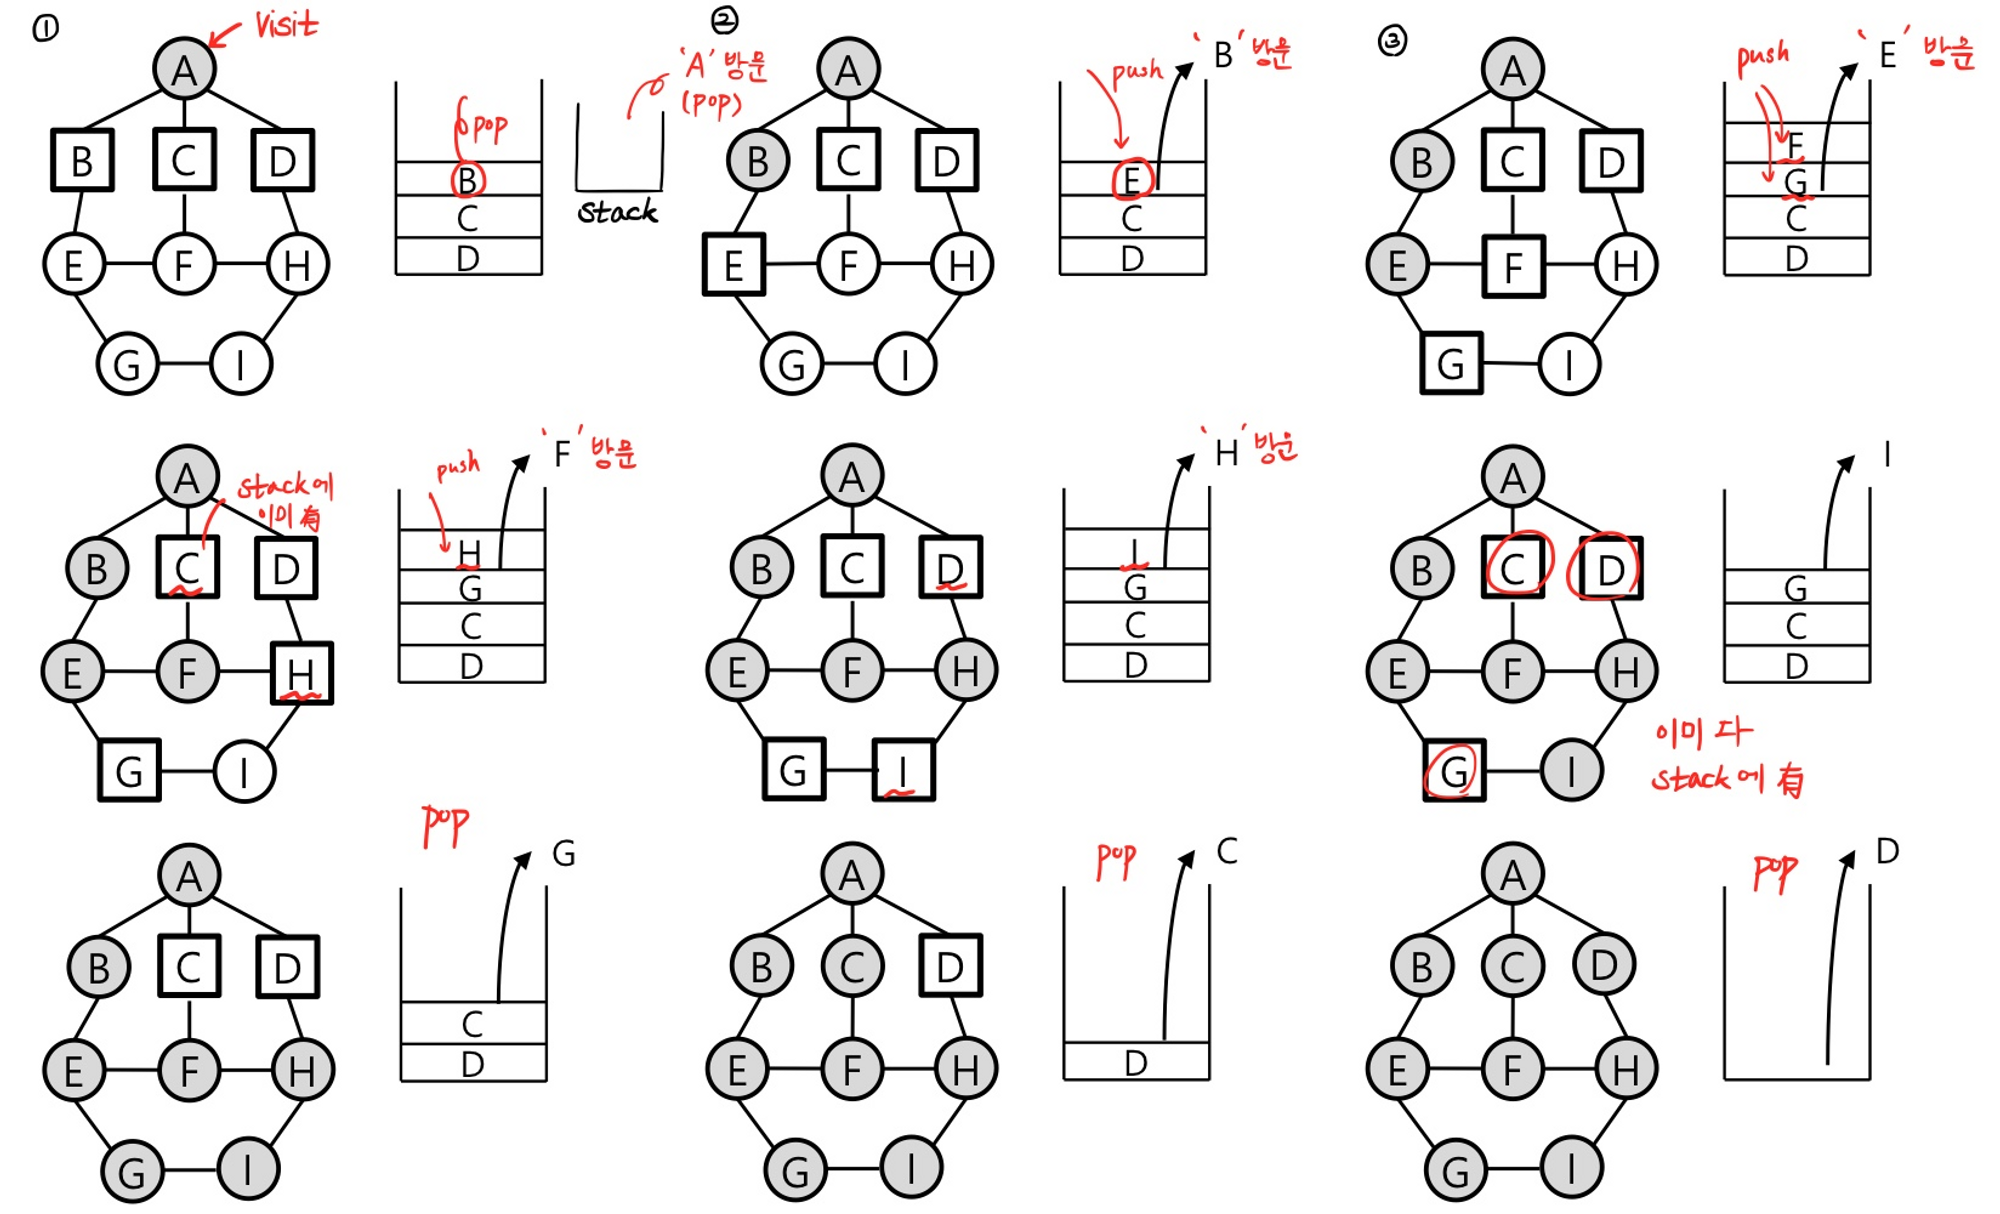 ① Visit
A
B C D
E F H
G I
pop
B
C
D
'A' 방문
(pop)
stack
②
A
B C D
E F H
G I
push
'B' 방문
E
C
D
③
A
B C D
E F H
G I
push
'E' 방문
F
G
C
D
A
stack에
이미 有
B C D
E F H
G I
push
'F' 방문
H
G
C
D
A
B C D
E F H
G I
'H' 방문
I
G
C
D
A
B C D
E F H
G I
이미 다
stack에 有
I
G
C
D
A
B C D
E F H
G I
pop
G
C
D
A
B C D
E F H
G I
pop
C
D
A
B C D
E F H
G I
pop
D